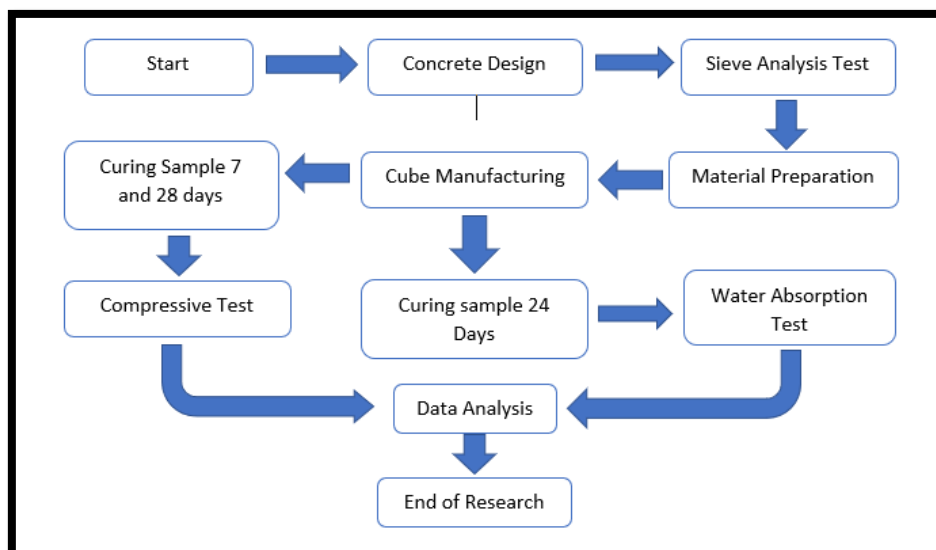 Start
Concrete Design
Sieve Analysis Test
Material Preparation
Cube Manufacturing
Curing Sample 7
and 28 days
Compressive Test
Curing sample 24
Days
Water Absorption
Test
Data Analysis
End of Research